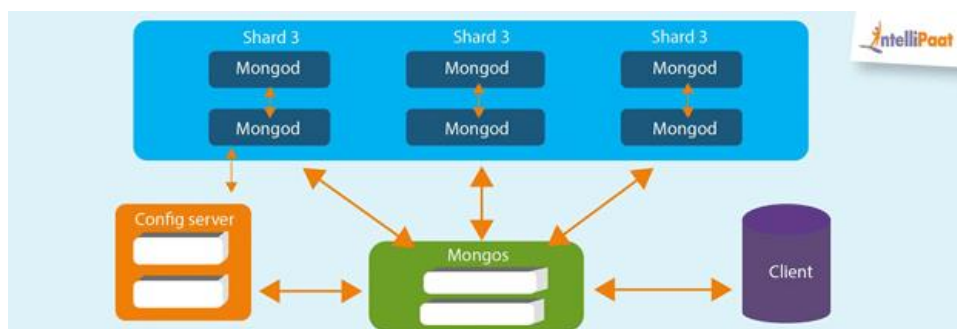 Shard 3 Shard 3 Shard 3
IntelliPaat
Mongod Mongod Mongod
Mongod Mongod Mongod
Config server
Mongos
Client